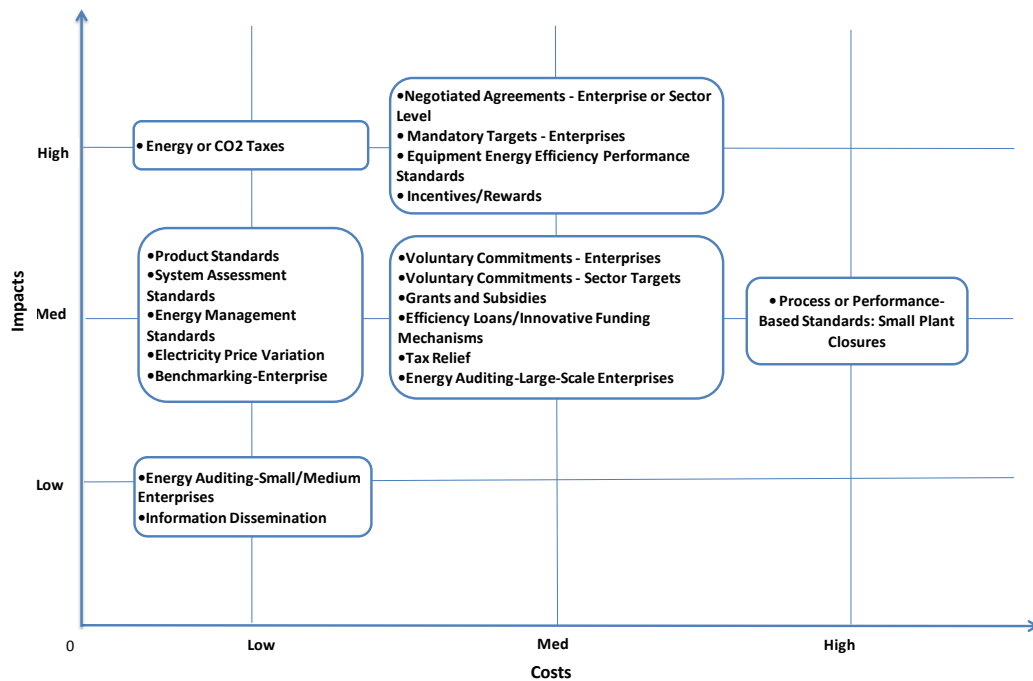 • Negotiated Agreements - Enterprise or Sector
Level
• Mandatory Targets - Enterprises
• Equipment Energy Efficiency Performance
Standards
• Incentives/Rewards
• Energy or CO2 Taxes
High
• Product Standards
• System Assessment
Standards
• Energy Management
Standards
• Electricity Price Variation
• Benchmarking-Enterprise
• Voluntary Commitments - Enterprises
• Voluntary Commitments - Sector Targets
• Grants and Subsidies
• Efficiency Loans/Innovative Funding
Mechanisms
• Tax Relief
• Energy Auditing-Large-Scale Enterprises
• Process or Performance-
Based Standards: Small Plant
Closures
Impacts
Med
• Energy Auditing-Small/Medium
Enterprises
• Information Dissemination
Low
0
Low
Med
High
Costs